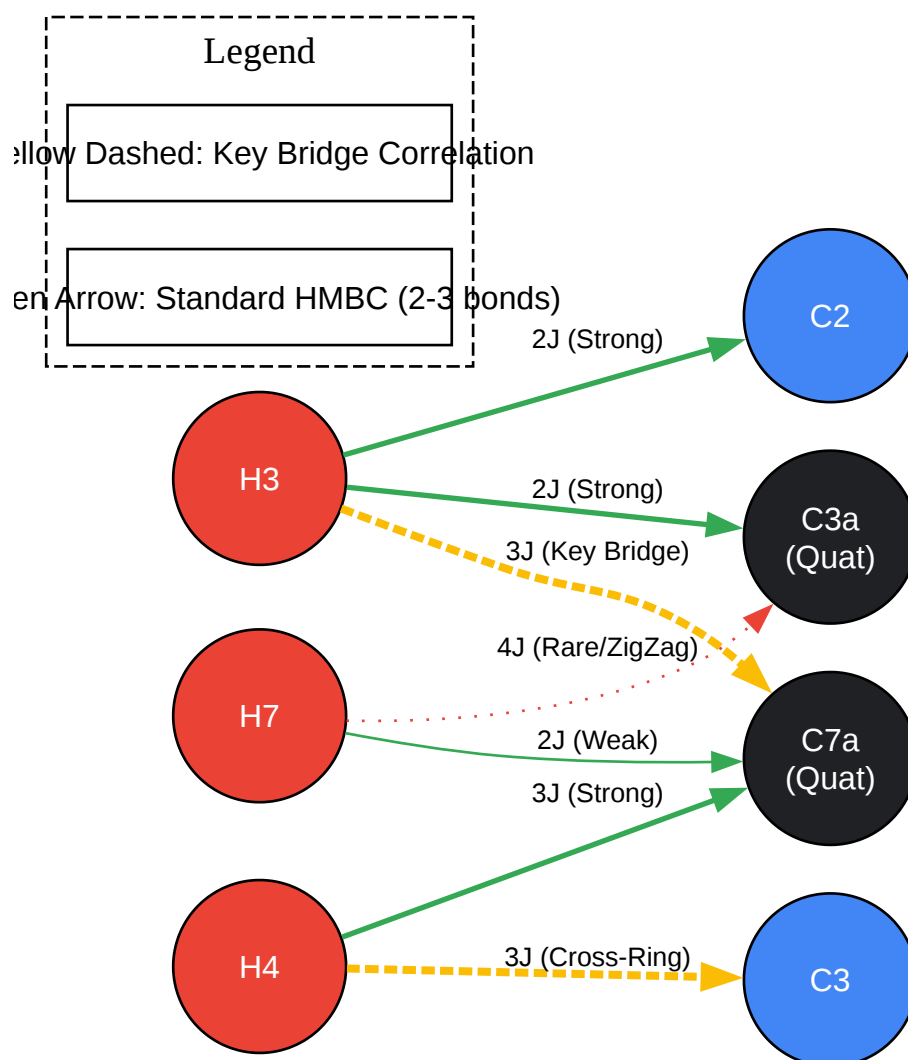 Legend
ellow Dashed: Key Bridge Correlation
en Arrow: Standard HMBC (2-3 bonds)
C2
2J (Strong)
H3
2J (Strong)
C3a
(Quat)
3J (Key Bridge)
4J (Rare/ZigZag)
H7
2J (Weak)
C7a
(Quat)
3J (Strong)
H4
3J (Cross-Ring)
C3